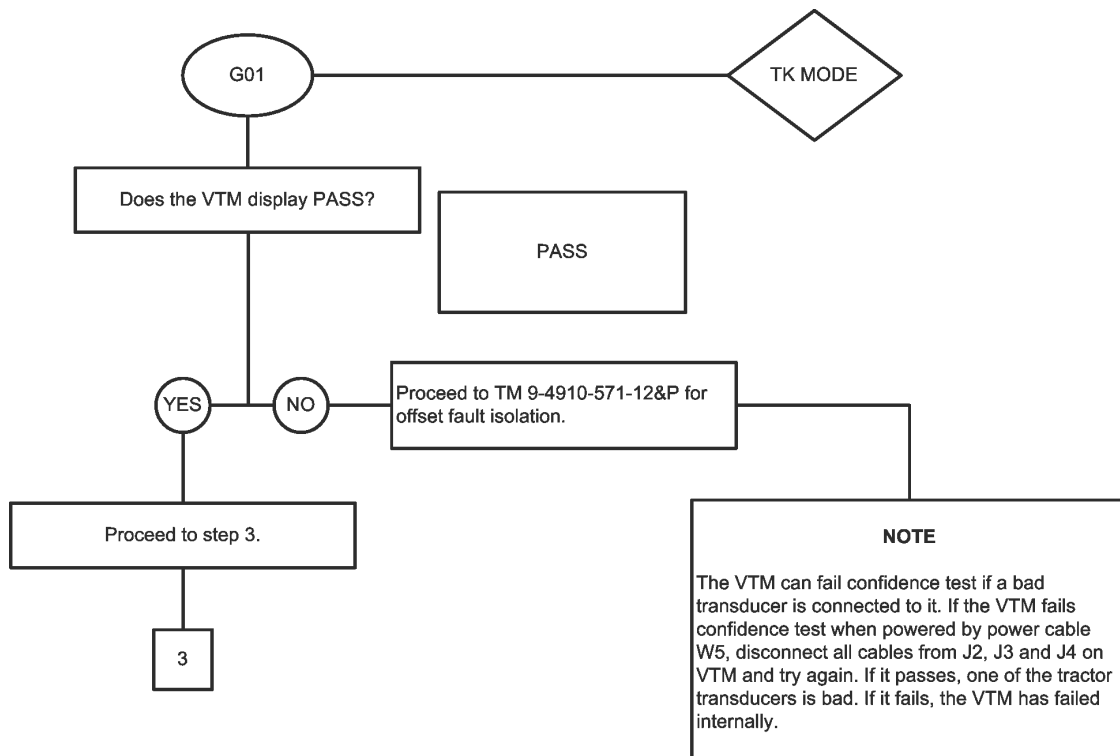 G01
TK MODE
Does the VTM display PASS?
PASS
YES
NO
Proceed to TM 9-4910-571-12&P for
offset fault isolation.
Proceed to step 3.
3
NOTE
The VTM can fail confidence test if a bad
transducer is connected to it. If the VTM fails
confidence test when powered by power cable
W5, disconnect all cables from J2, J3 and J4 on
VTM and try again. If it passes, one of the tractor
transducers is bad. If it fails, the VTM has failed
internally.